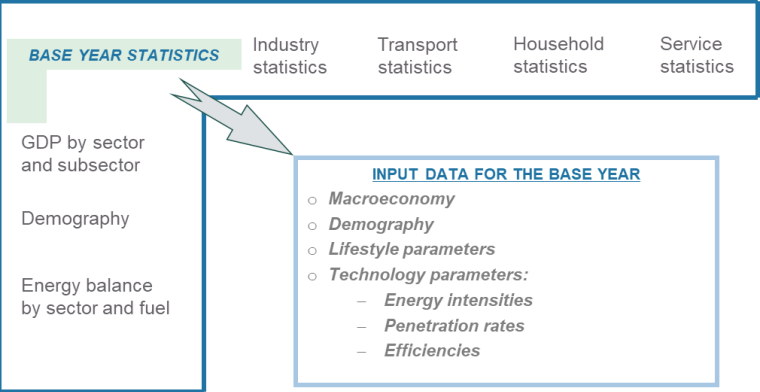 BASE YEAR STATISTICS
Industry
statistics
Transport
statistics
Household
statistics
Service
statistics
GDP by sector
and subsector
Demography
Energy balance
by sector and fuel
INPUT DATA FOR THE BASE YEAR
o Macroeconomy
o Demography
o Lifestyle parameters
o Technology parameters:
– Energy intensities
– Penetration rates
– Efficiencies